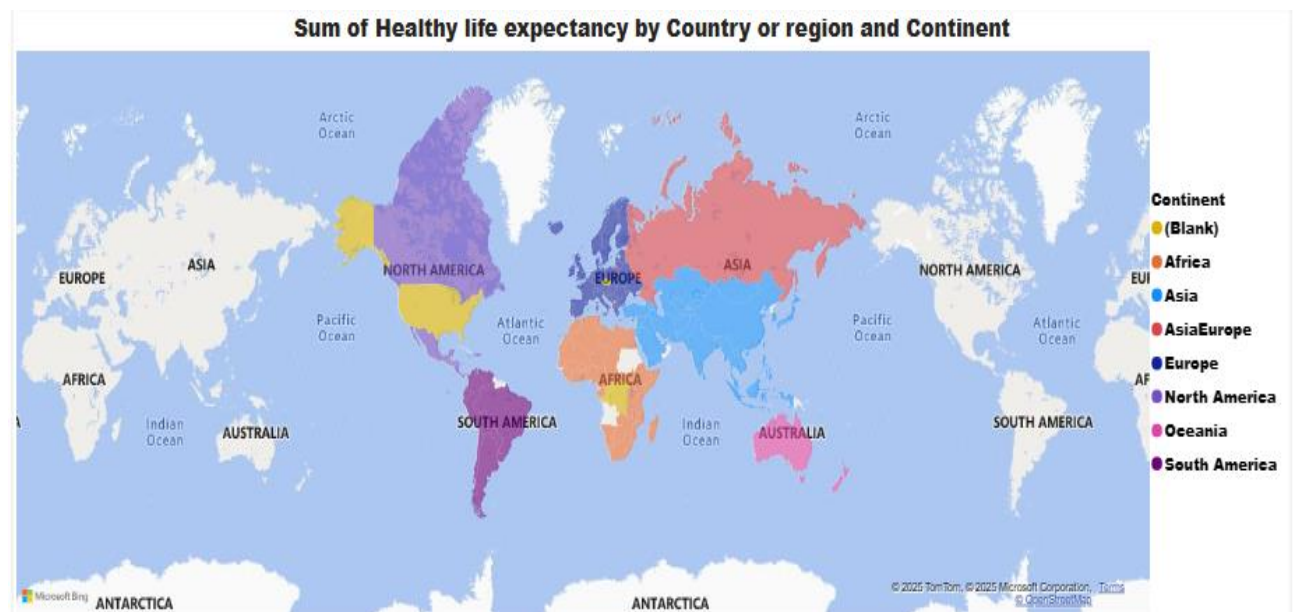 Sum of Healthy life expectancy by Country or region and Continent
Arctic
Ocean
Arctic
Ocean
Continent
(Blank)
Africa
Asia
AsiaEurope
Europe
North America
Oceania
South America
EUROPE
ASIA
NORTH AMERICA
EUROPE
ASIA
NORTH AMERICA
EU
Pacific
Ocean
Atlantic
Ocean
Pacific
Ocean
Atlantic
Ocean
AFRICA
AFRICA
AF
Indian
Ocean
AUSTRALIA
SOUTH AMERICA
Indian
Ocean
AUSTRALIA
SOUTH AMERICA
A
Microsoft Bing
ANTARCTICA
ANTARCTICA
© 2025 TomTom, © 2025 Microsoft Corporation, Terms
© OpenStreetMap